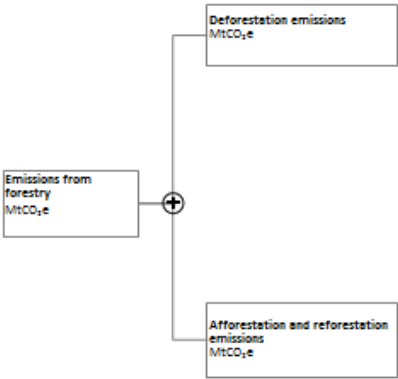 Deforestation emissions
MtCO₂e
Emissions from
forestry
MtCO₂e
Afforestation and reforestation
emissions
MtCO₂e